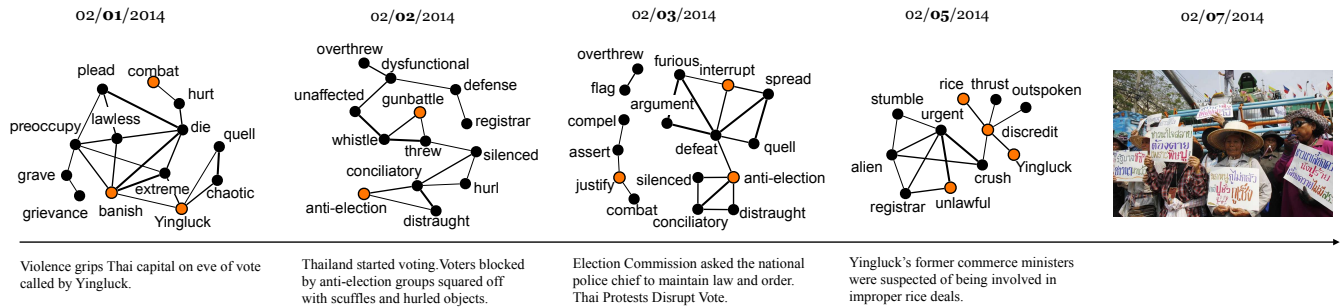 02/01/2014
02/02/2014
02/03/2014
02/05/2014
02/07/2014
plead
combat
hurt
lawless
die
quell
preoccupy
grave
extreme
chaotic
grievance
banish
Yingluck
overthrew
dysfunctional
defense
unaffected
gunbattle
registrar
whistle
threw
silenced
conciliatory
hurl
anti-election
distraught
overthrew
furious
interrupt
spread
flag
argument
compel
assert
defeat
quell
justify
silenced
anti-election
combat
conciliatory
distraught
rice
thrust
outspoken
stumble
urgent
discredit
alien
Yingluck
crush
registrar
unlawful
Violence grips Thai capital on eve of vote
called by Yingluck.
Thailand started voting.Voters blocked
by anti-election groups squared off
with scuffles and hurled objects.
Election Commission asked the national
police chief to maintain law and order.
Thai Protests Disrupt Vote.
Yingluck's former commerce ministers
were suspected of being involved in
improper rice deals.